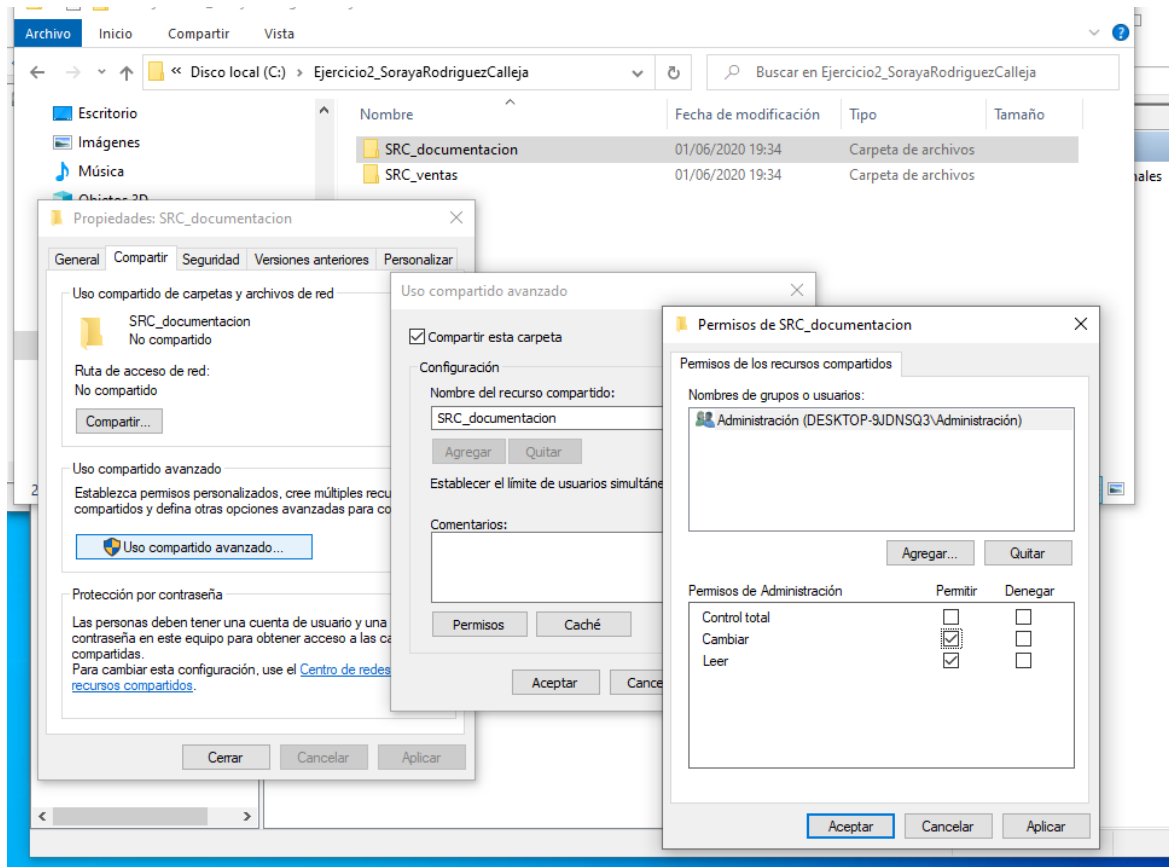 Archivo Inicio Compartir Vista
« Disco local (C:) › Ejercicio2_SorayaRodriguezCalleja
Buscar en Ejercicio2_SorayaRodriguezCalleja
Escritorio
Imágenes
Música
Objetos 3D
Nombre Fecha de modificación Tipo Tamaño
SRC_documentacion 01/06/2020 19:34 Carpeta de archivos
SRC_ventas 01/06/2020 19:34 Carpeta de archivos
nales
2
Propiedades: SRC_documentacion
General Compartir Seguridad Versiones anteriores Personalizar
Uso compartido de carpetas y archivos de red
SRC_documentacion
No compartido
Ruta de acceso de red:
No compartido
Compartir...
Uso compartido avanzado
Establezca permisos personalizados, cree múltiples recu
compartidos y defina otras opciones avanzadas para co
Uso compartido avanzado...
Protección por contraseña
Las personas deben tener una cuenta de usuario y una
contraseña en este equipo para obtener acceso a las ca
compartidas.
Para cambiar esta configuración, use el Centro de redes
recursos compartidos.
Cerrar Cancelar Aplicar
Uso compartido avanzado
Compartir esta carpeta
Configuración
Nombre del recurso compartido:
SRC_documentacion
Agregar Quitar
Establecer el límite de usuarios simultáne
Comentarios:
Permisos Caché
Aceptar Cance
Permisos de SRC_documentacion
Permisos de los recursos compartidos
Nombres de grupos o usuarios:
Administración (DESKTOP-9JDNSQ3\Administración)
Agregar... Quitar
Permisos de Administración Permitir Denegar
Control total
Cambiar
Leer
Aceptar Cancelar Aplicar